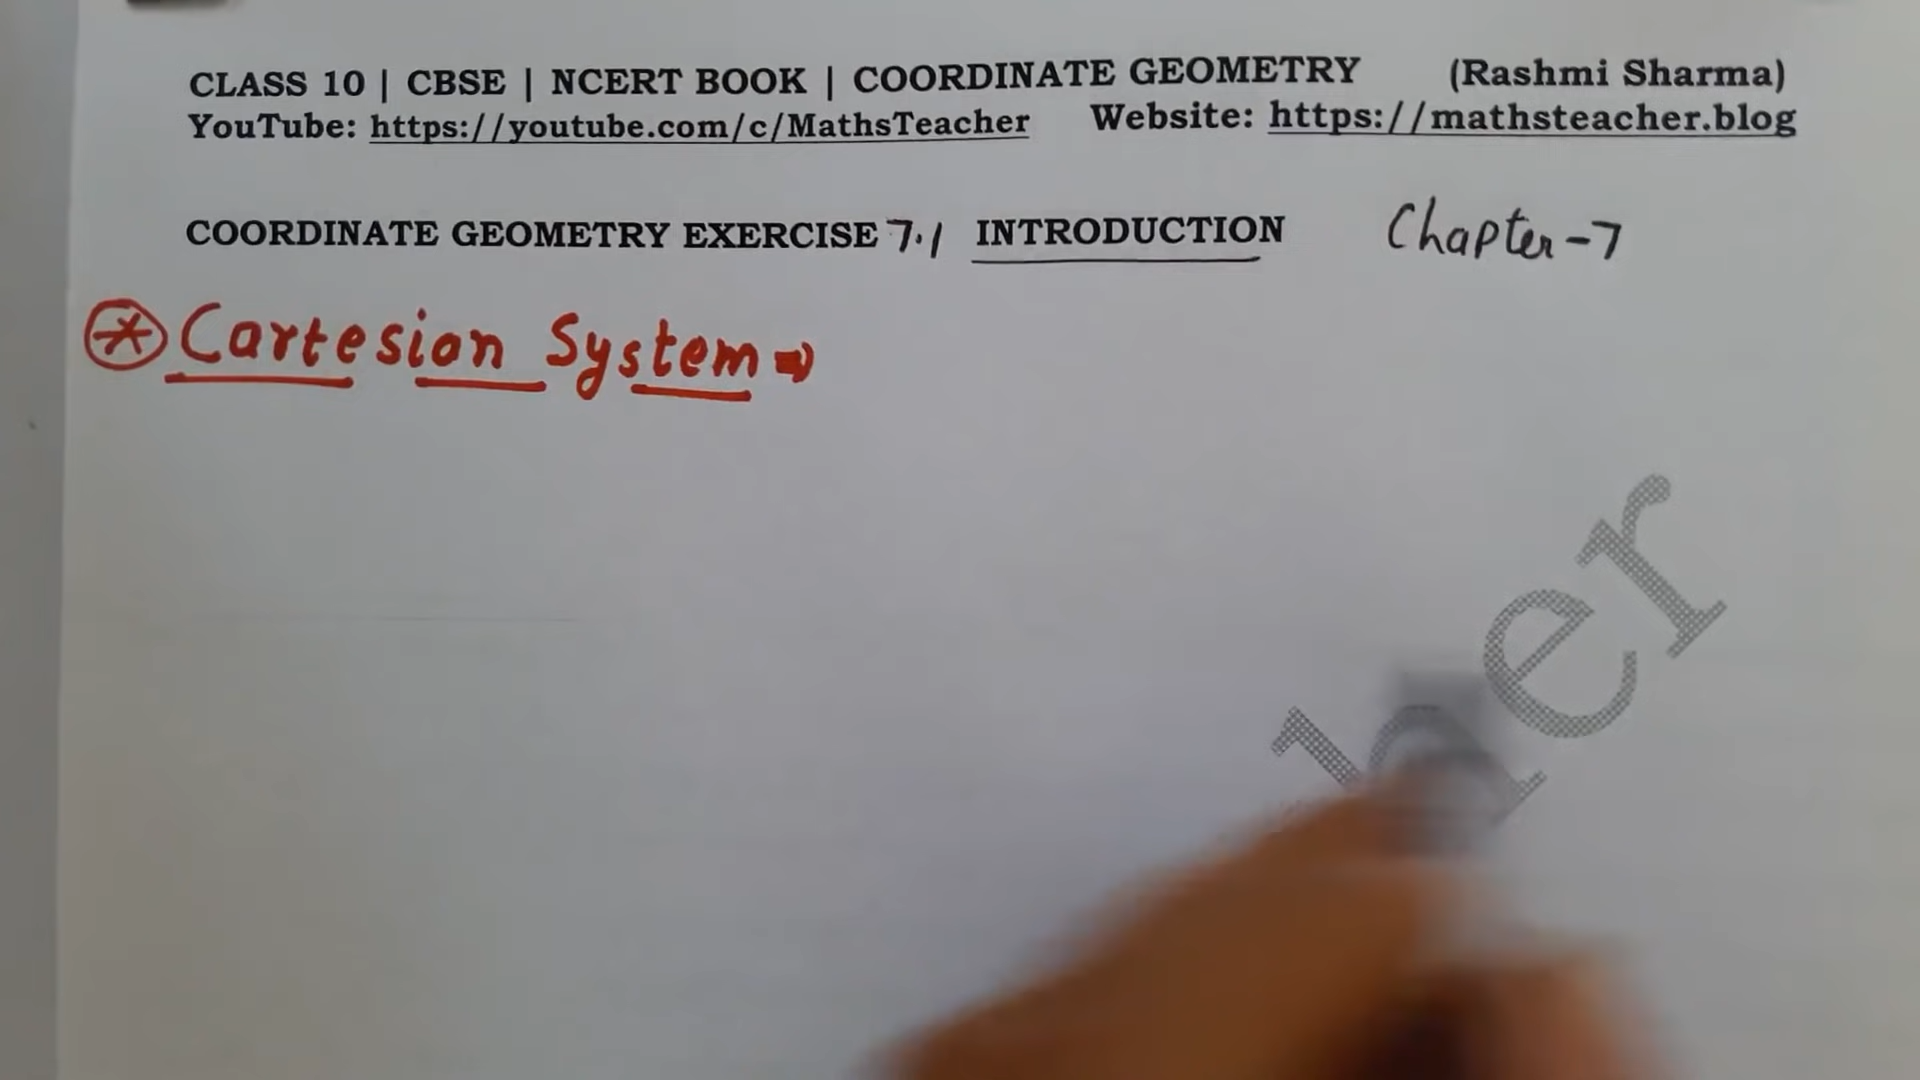 CLASS 10 | CBSE | NCERT BOOK | COORDINATE GEOMETRY (Rashmi Sharma)
YouTube: https://youtube.com/c/MathsTeacher Website: https://mathsteacher.blog
COORDINATE GEOMETRY EXERCISE 7.1 INTRODUCTION Chapter-7
* Cartesian System ⇒